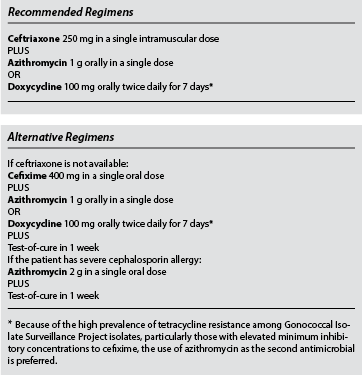 Recommended Regimens
Ceftriaxone 250 mg in a single intramuscular dose
PLUS
Azithromycin 1 g orally in a single dose
OR
Doxycycline 100 mg orally twice daily for 7 days*
Alternative Regimens
If ceftriaxone is not available:
Cefixime 400 mg in a single oral dose
PLUS
Azithromycin 1 g orally in a single dose
OR
Doxycycline 100 mg orally twice daily for 7 days*
PLUS
Test-of-cure in 1 week
If the patient has severe cephalosporin allergy:
Azithromycin 2 g in a single oral dose
PLUS
Test-of-cure in 1 week
* Because of the high prevalence of tetracycline resistance among Gonococcal Iso-
late Surveillance Project isolates, particularly those with elevated minimum inhibi-
tory concentrations to cefixime, the use of azithromycin as the second antimicrobial
is preferred.